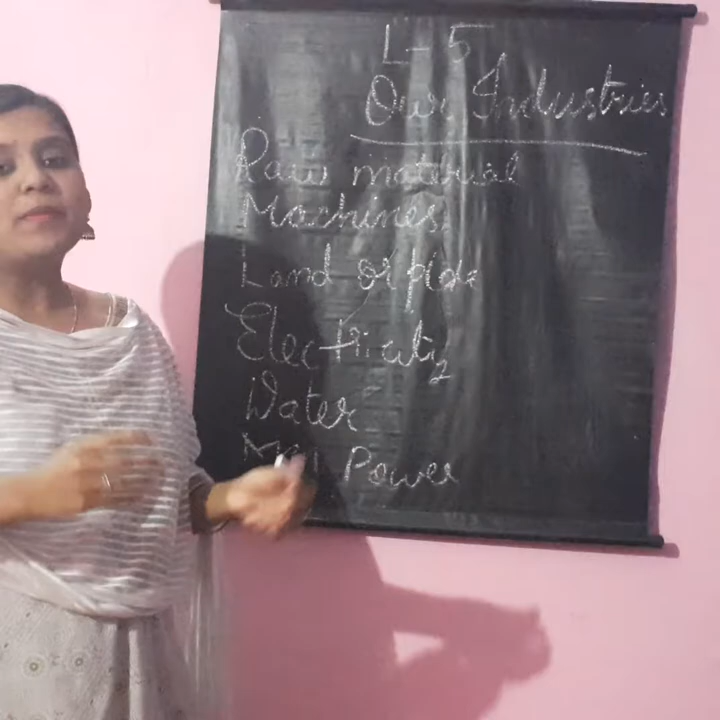 L-5
Our Industries
Raw material
Machines
Land or
Electricity
Water
Power